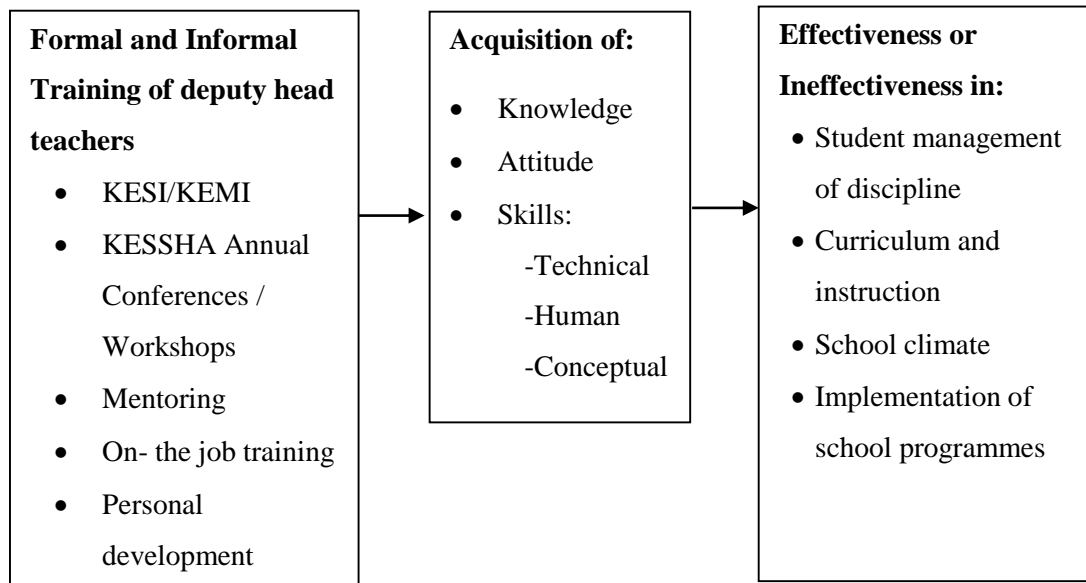 Formal and Informal
Training of deputy head
teachers
• KESI/KEMI
• KESSHA Annual
Conferences /
Workshops
• Mentoring
• On- the job training
• Personal
development
Acquisition of:
• Knowledge
• Attitude
• Skills:
-Technical
-Human
-Conceptual
Effectiveness or
Ineffectiveness in:
• Student management
of discipline
• Curriculum and
instruction
• School climate
• Implementation of
school programmes